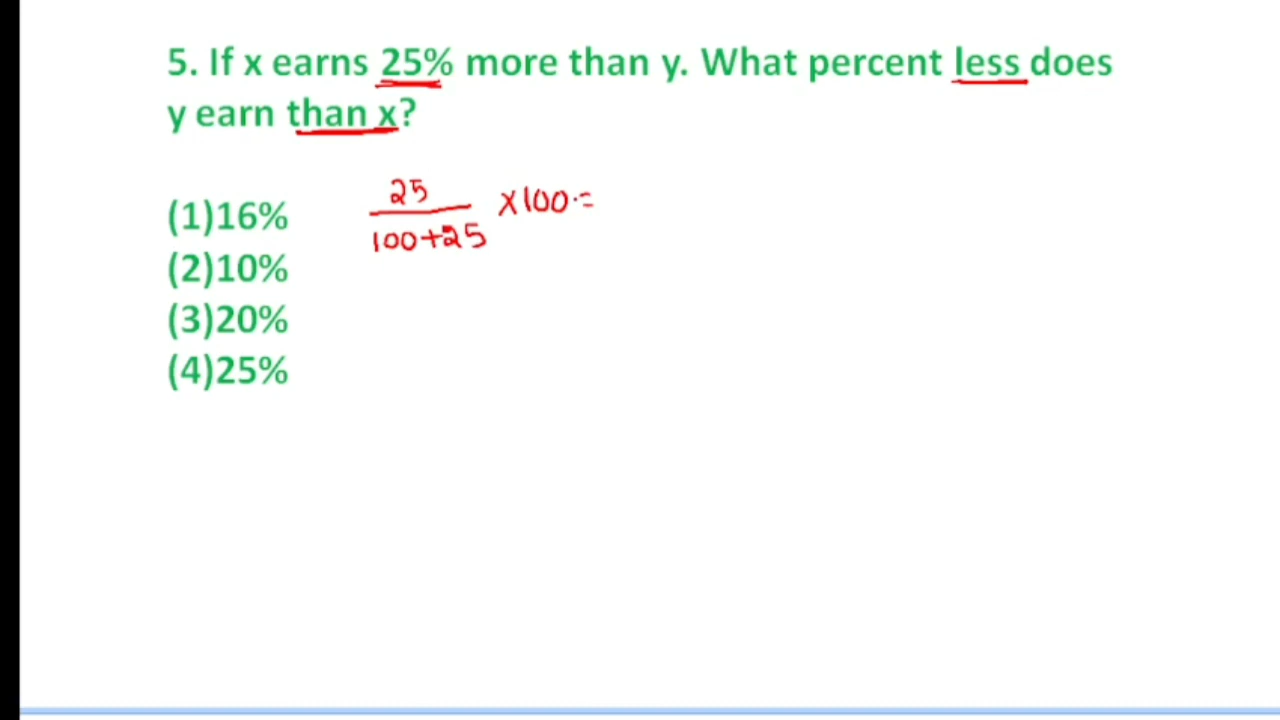 5. If x earns 25% more than y. What percent less does
y earn than x?
(1)16%
(2)10%
(3)20%
(4)25%
25
100+25
x100=